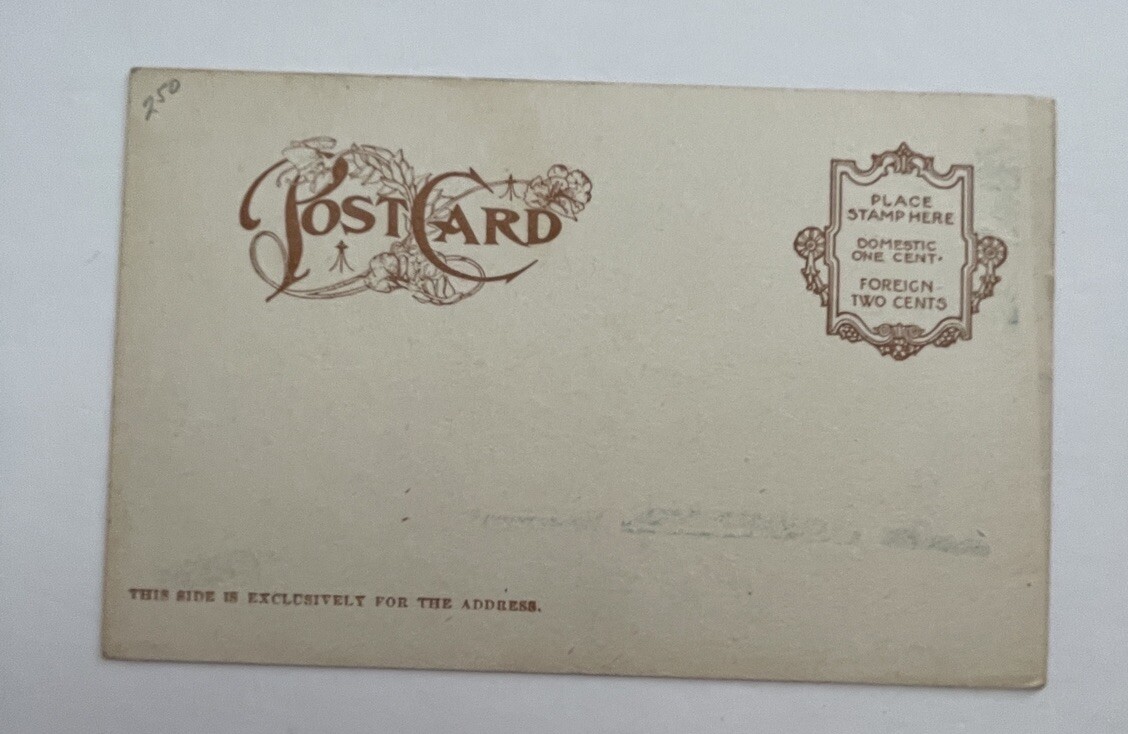 250
POST CARD
PLACE
STAMP HERE
DOMESTIC
ONE CENT.
FOREIGN-
TWO CENTS
THIS SIDE IS EXCLUSIVELY FOR THE ADDRESS.